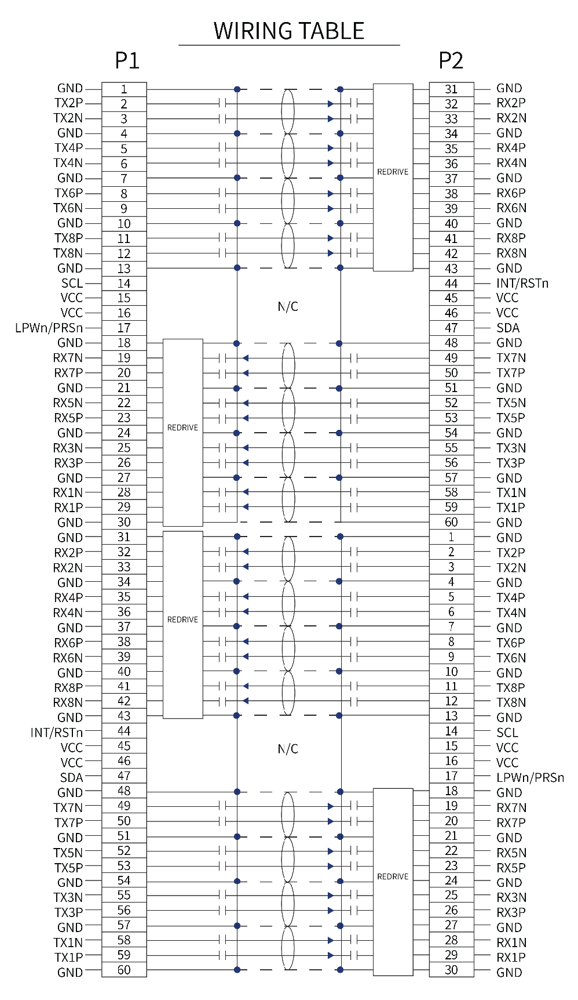 WIRING TABLE
P1 P2
GND 1 31 GND
TX2P 2 32 RX2P
TX2N 3 33 RX2N
GND 4 34 GND
TX4P 5 35 RX4P
TX4N 6 36 RX4N
REDRIVE
GND 7 37 GND
TX6P 8 38 RX6P
TX6N 9 39 RX6N
GND 10 40 GND
TX8P 11 41 RX8P
TX8N 12 42 RX8N
GND 13 43 GND
SCL 14 44 INT/RSTn
VCC 15 45 VCC
N/C
VCC 16 46 VCC
LPWn/PRSn 17 47 SDA
GND 18 48 GND
RX7N 19 49 TX7N
RX7P 20 50 TX7P
GND 21 51 GND
RX5N 22 52 TX5N
RX5P 23 53 TX5P
REDRIVE
GND 24 54 GND
RX3N 25 55 TX3N
RX3P 26 56 TX3P
GND 27 57 GND
RX1N 28 58 TX1N
RX1P 29 59 TX1P
GND 30 60 GND
GND 31 1 GND
RX2P 32 2 TX2P
RX2N 33 3 TX2N
GND 34 4 GND
RX4P 35 5 TX4P
RX4N 36 6 TX4N
REDRIVE
GND 37 7 GND
RX6P 38 8 TX6P
RX6N 39 9 TX6N
GND 40 10 GND
RX8P 41 11 TX8P
RX8N 42 12 TX8N
GND 43 13 GND
INT/RSTn 44 14 SCL
VCC 45 15 VCC
N/C
VCC 46 16 VCC
SDA 47 17 LPWn/PRSn
GND 48 18 GND
TX7N 49 19 RX7N
TX7P 50 20 RX7P
GND 51 21 GND
TX5N 52 22 RX5N
TX5P 53 23 RX5P
REDRIVE
GND 54 24 GND
TX3N 55 25 RX3N
TX3P 56 26 RX3P
GND 57 27 GND
TX1N 58 28 RX1N
TX1P 59 29 RX1P
GND 60 30 GND